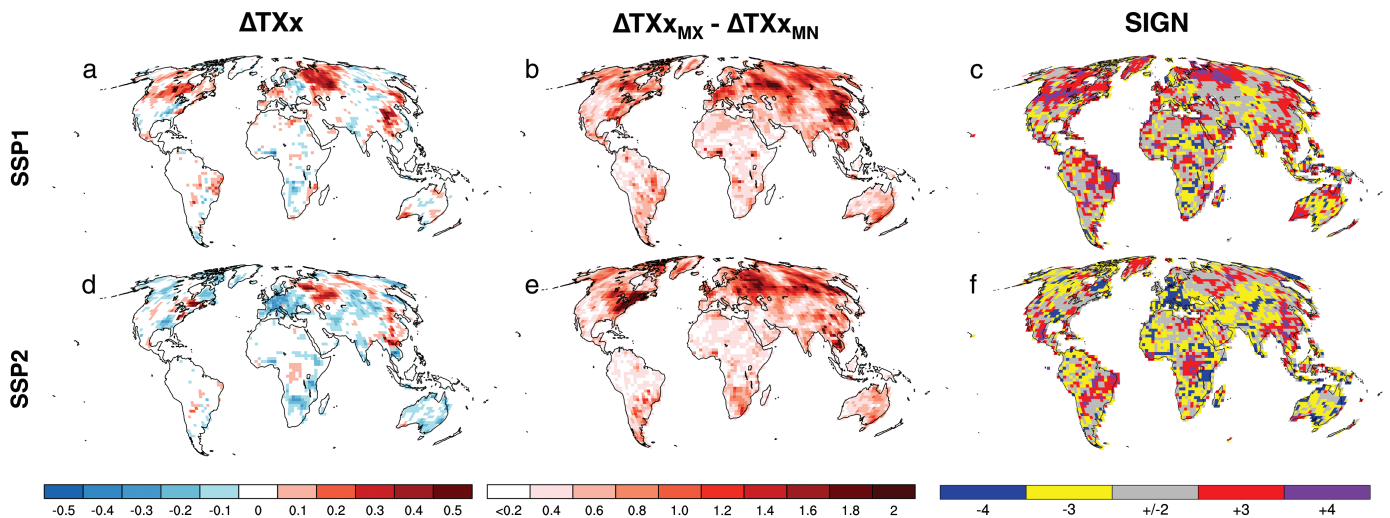 ΔTXx
ΔTXx_MX - ΔTXx_MN
SIGN
a
b
c
SSP1
d
e
f
SSP2
-0.5 -0.4 -0.3 -0.2 -0.1 0 0.1 0.2 0.3 0.4 0.5
<0.2 0.4 0.6 0.8 1.0 1.2 1.4 1.6 1.8 2
-4 -3 +/-2 +3 +4